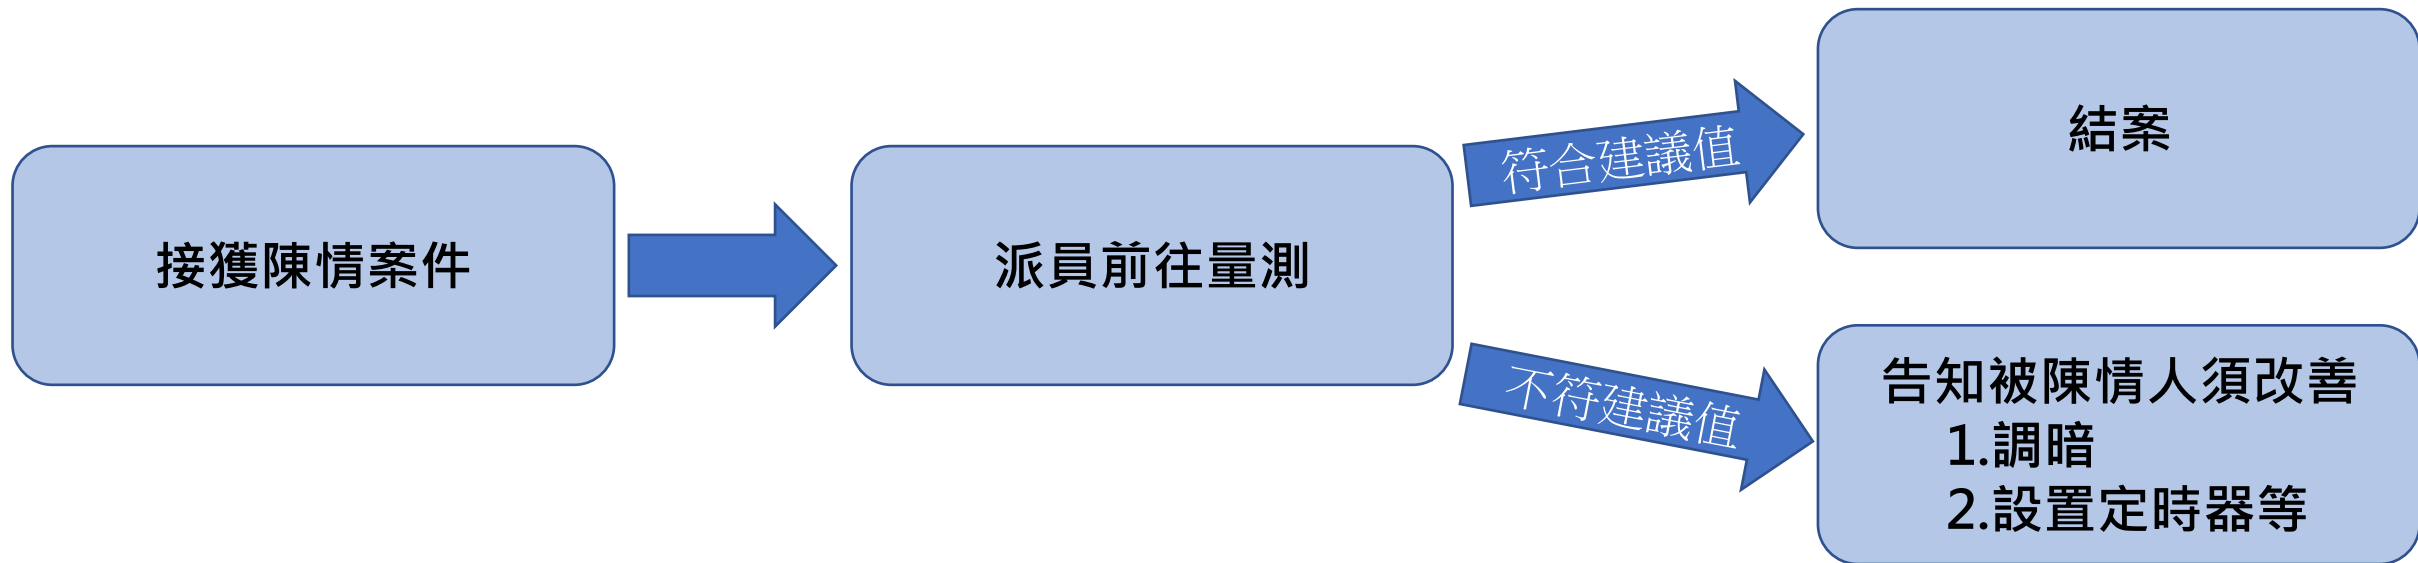 接獲陳情案件
派員前往量測
符合建議值
結案
不符建議值
告知被陳情人須改善
1.調暗
2.設置定時器等